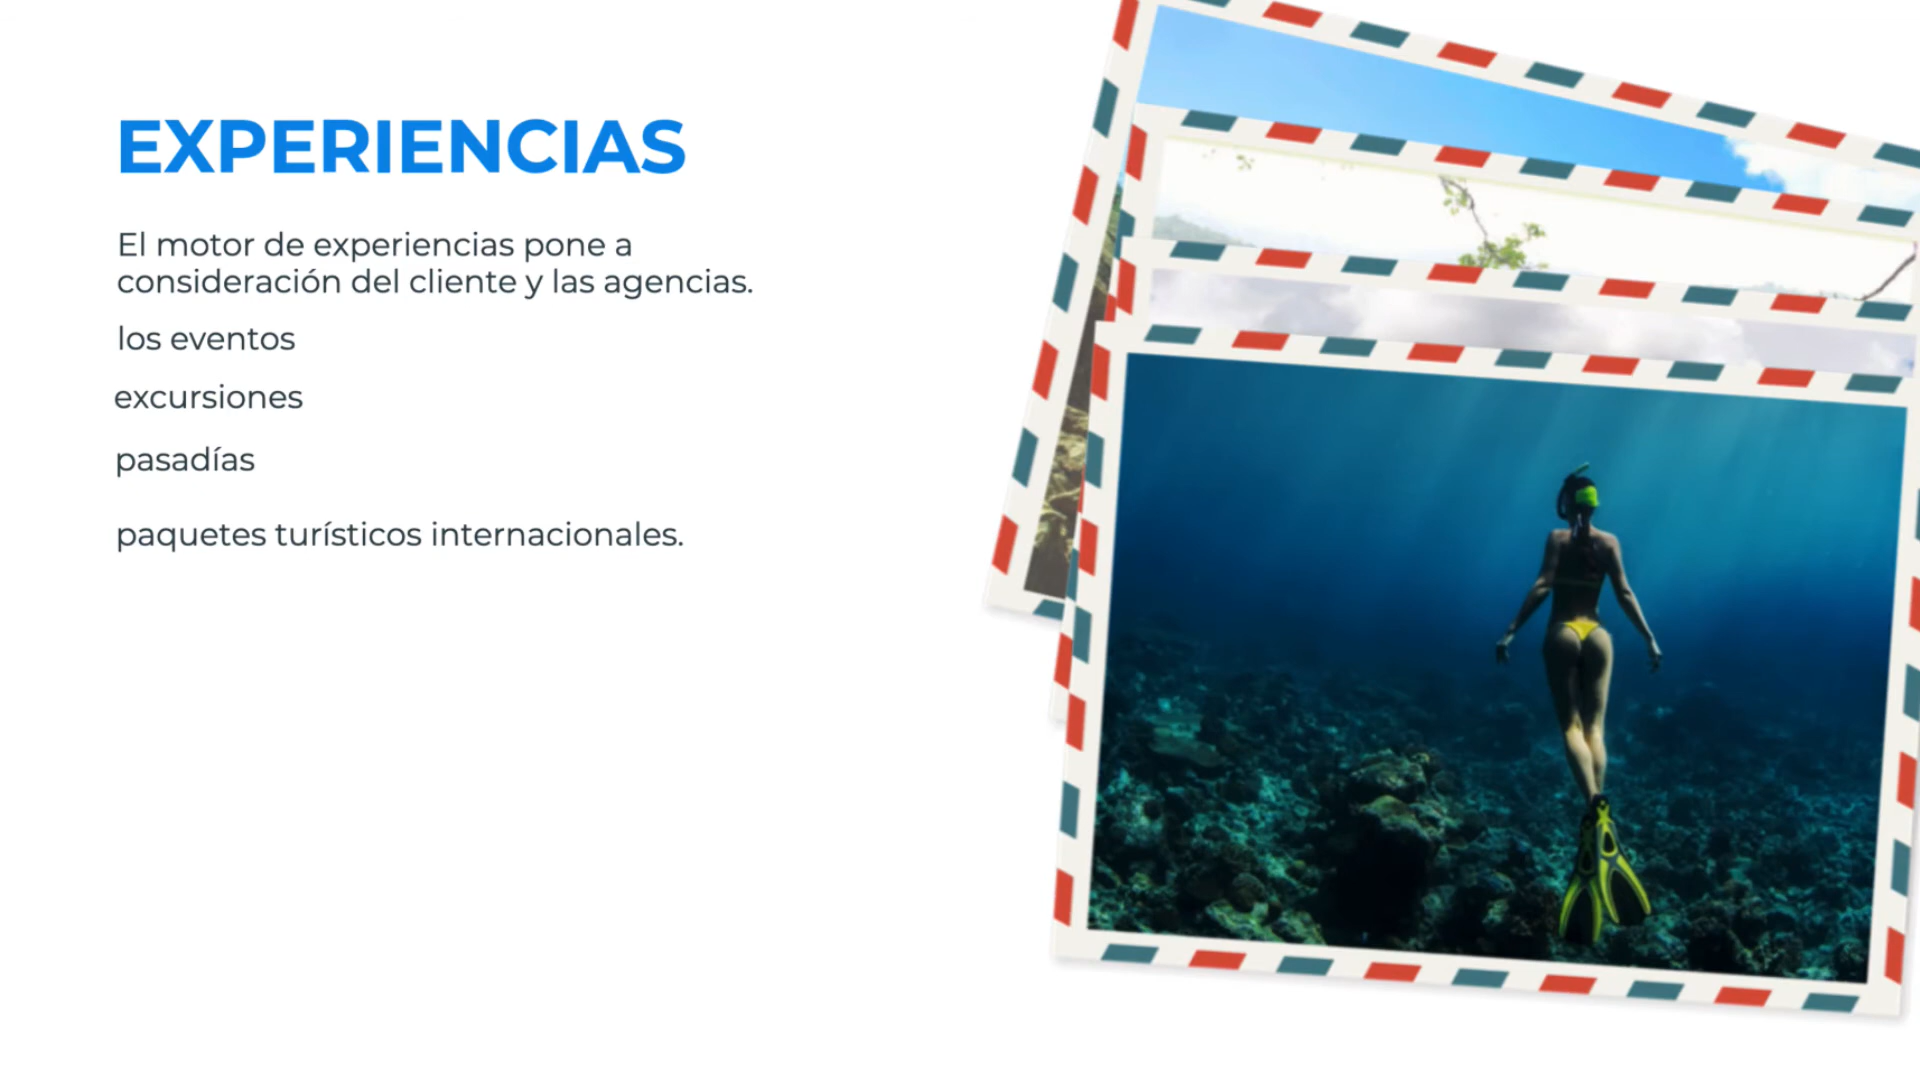 EXPERIENCIAS
El motor de experiencias pone a
consideración del cliente y las agencias.
los eventos
excursiones
pasadías
paquetes turísticos internacionales.